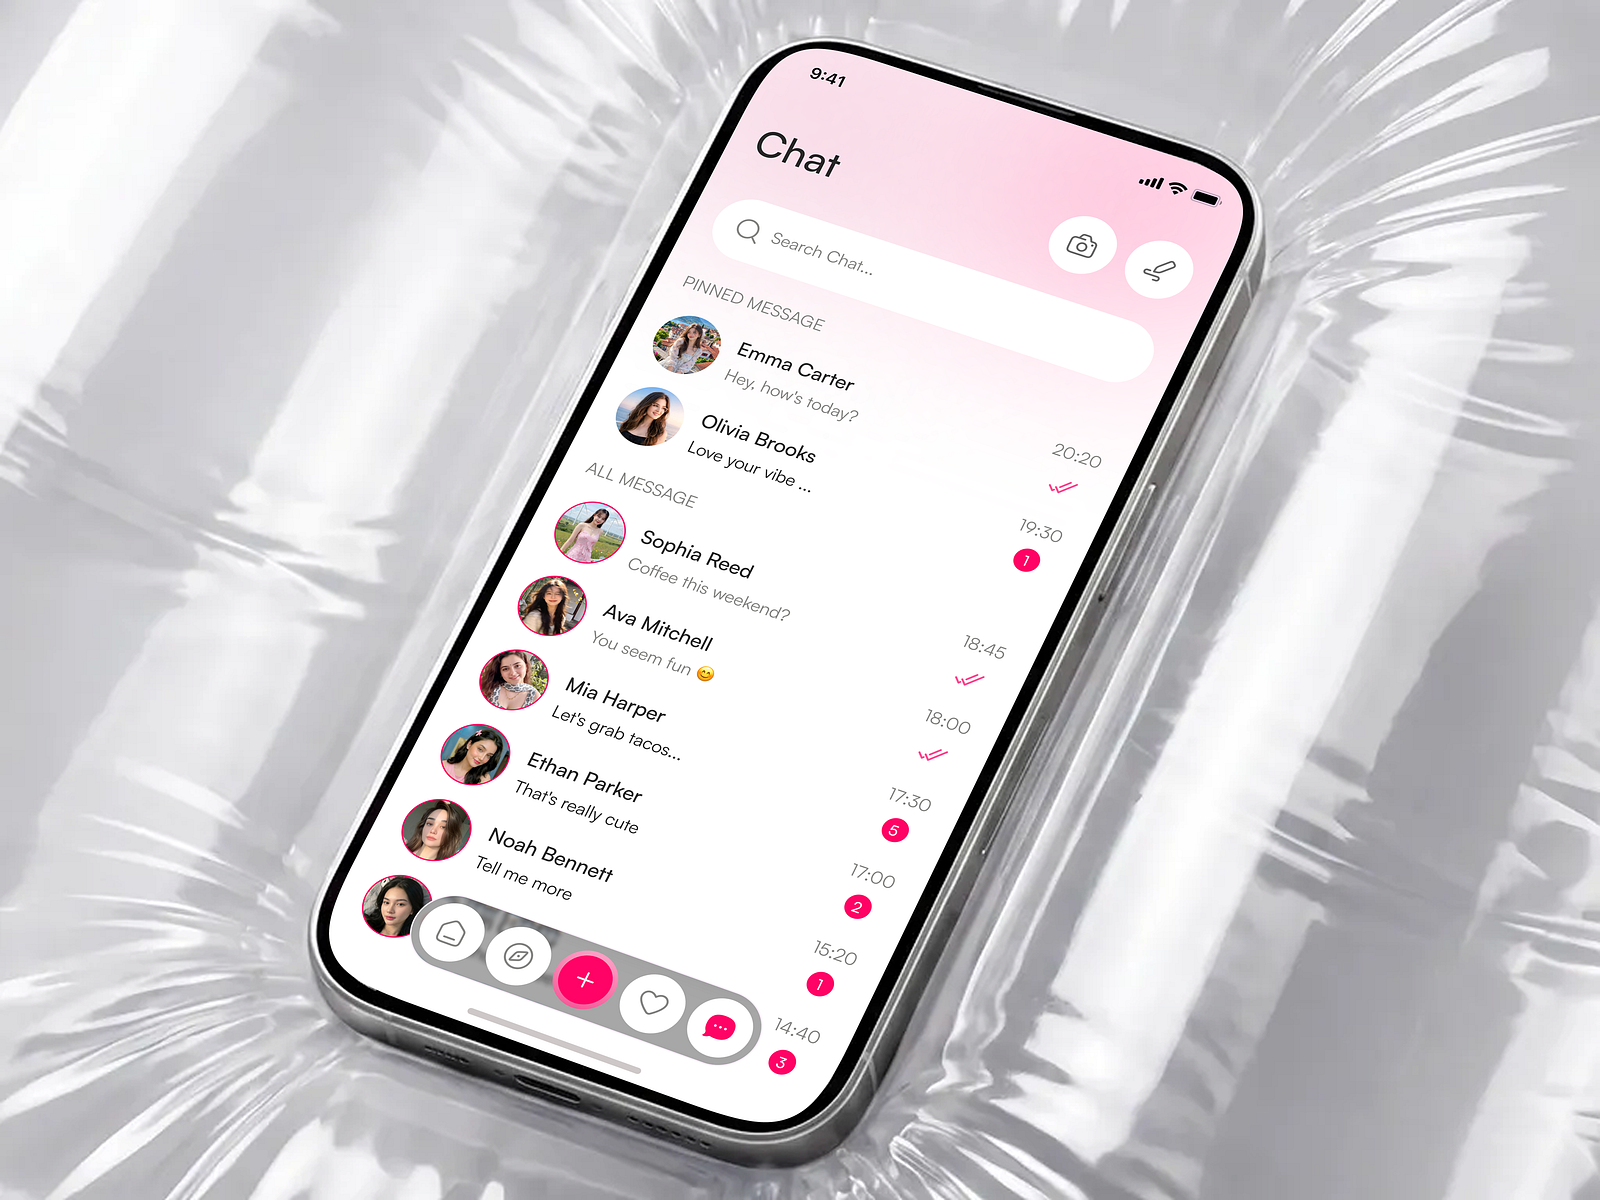 9:41
Chat
Search Chat...
PINNED MESSAGE
Emma Carter
Hey, how's today?
20:20
Olivia Brooks
Love your vibe ...
19:30
1
ALL MESSAGE
Sophia Reed
Coffee this weekend?
18:45
Ava Mitchell
You seem fun 😊
18:00
Mia Harper
Let's grab tacos...
17:30
5
Ethan Parker
That's really cute
17:00
2
Noah Bennett
Tell me more
15:20
1
14:40
3